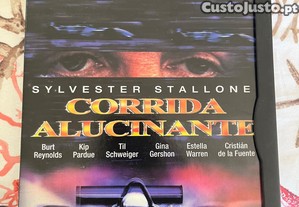 CustoJusto.pt
SYLVESTER STALLONE
CORRIDA
ALUCINANTE
Burt Reynolds Kip Pardue Til Schweiger Gina Gershon Estella Warren Cristián de la Fuente